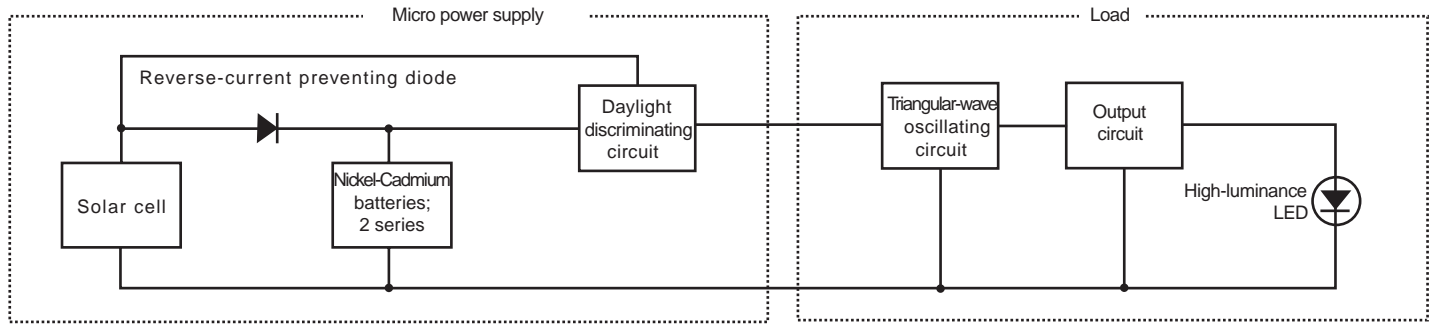 Micro power supply
Load
Reverse-current preventing diode
Daylight
discriminating
circuit
Triangular-wave
oscillating
circuit
Output
circuit
Solar cell
Nickel-Cadmium
batteries;
2 series
High-luminance
LED